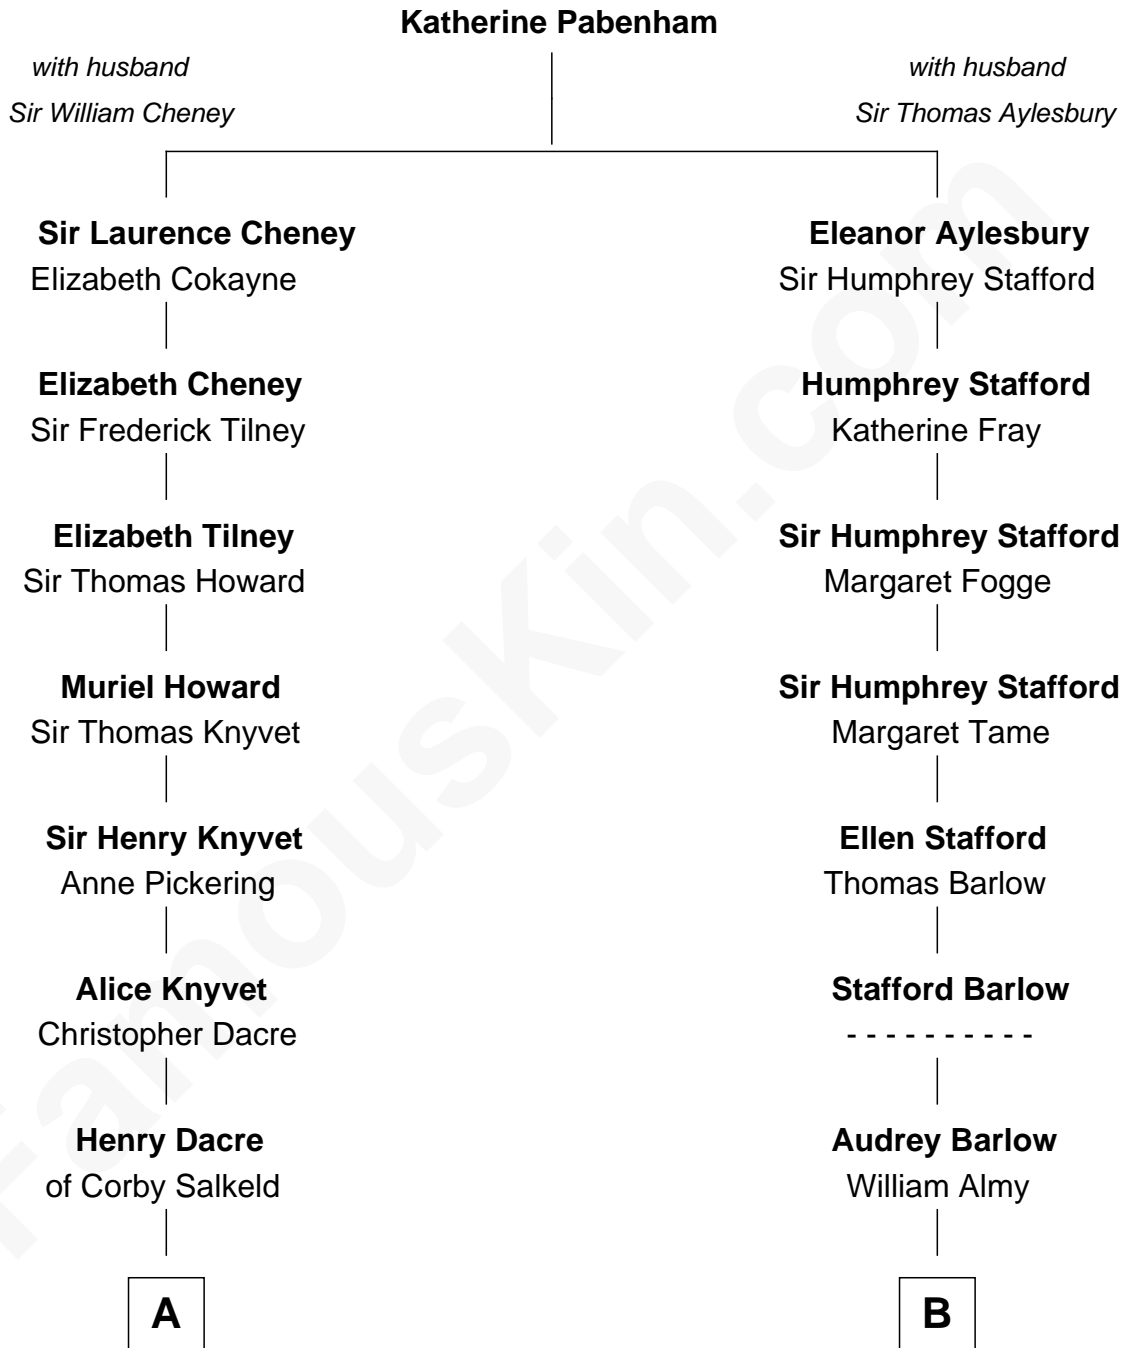 Katherine Pabenham
with husband
Sir William Cheney
with husband
Sir Thomas Aylesbury
Sir Laurence Cheney
Elizabeth Cokayne
Eleanor Aylesbury
Sir Humphrey Stafford
Elizabeth Cheney
Sir Frederick Tilney
Humphrey Stafford
Katherine Fray
Elizabeth Tilney
Sir Thomas Howard
Sir Humphrey Stafford
Margaret Fogge
Muriel Howard
Sir Thomas Knyvet
Sir Humphrey Stafford
Margaret Tame
Sir Henry Knyvet
Anne Pickering
Ellen Stafford
Thomas Barlow
Alice Knyvet
Christopher Dacre
Stafford Barlow
- - - - - - - - - -
Henry Dacre
of Corby Salkeld
Audrey Barlow
William Almy
A
B
FamousKin.com